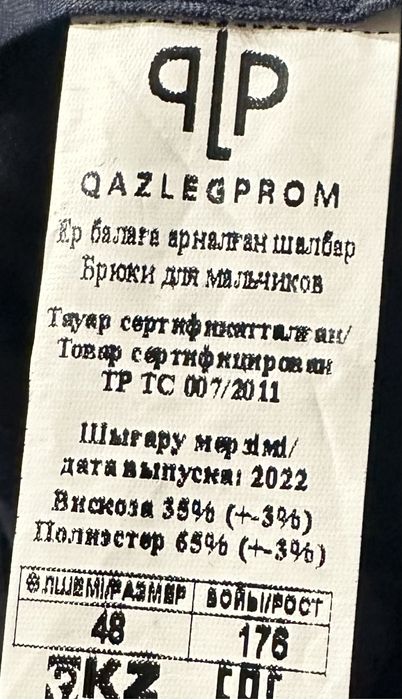 QAZLEGPROM
Ер балаға арналған шалбар
Брюки для мальчиков
Тауар сертификатталған/
Товар сертифицирован
ТР ТС 007/2011
Шығару мерзімі/
дата выпуска: 2022
Вискоза 35% (+-3%)
Полиэстер 65% (+-3%)
ӨЛШЕМІ/РАЗМЕР БОЙЫ/РОСТ
48 176